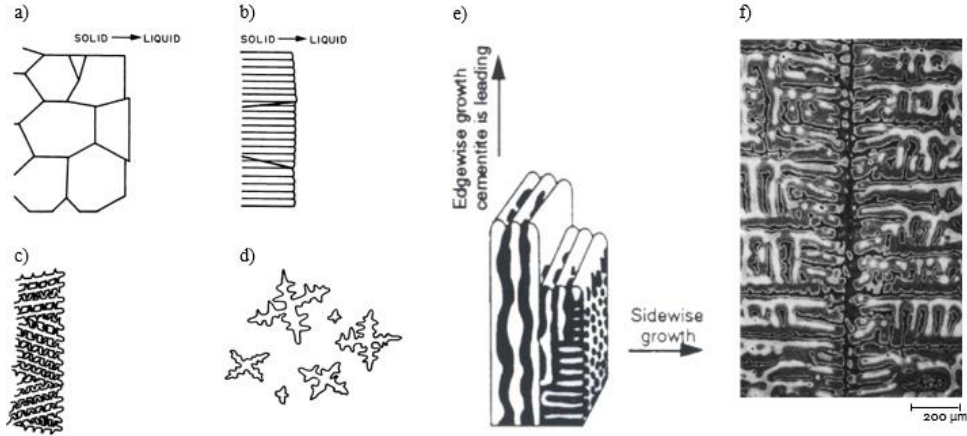 a)
SOLID → LIQUID
b)
SOLID → LIQUID
c)
d)
e)
Edgewise growth
cementite is leading
Sidewise
growth
f)
200 µm